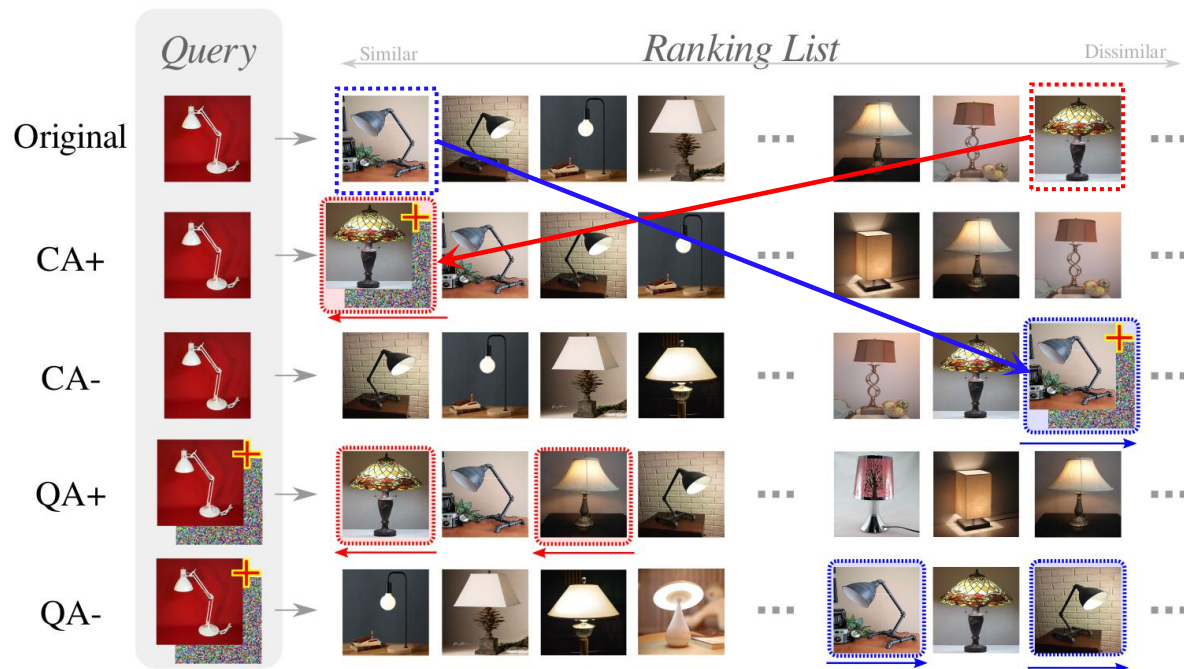 Query
Similar
Ranking List
Dissimilar
Original
CA+
CA-
QA+
QA-